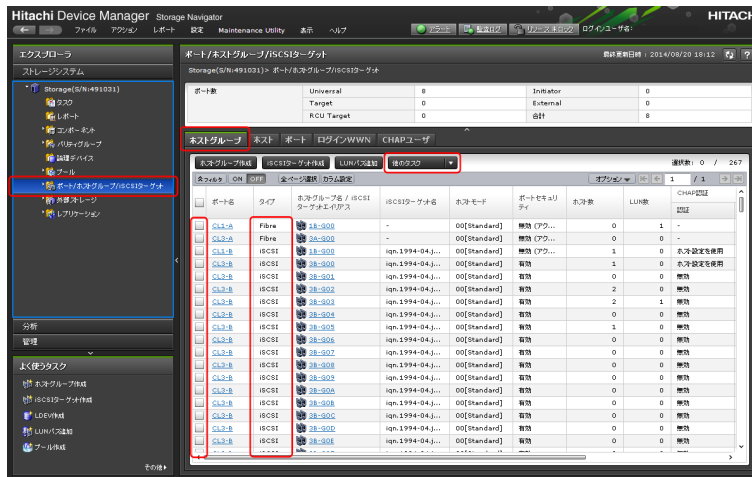 Hitachi Device Manager Storage Navigator
HITACH
ファイル アクション レポート 設定 Maintenance Utility 表示 ヘルプ
アラート 監査ログ リソースロック ログインユーザ名:
エクスプローラ
ストレージシステム
Storage(S/N:491031)
タスク
レポート
コンポーネント
パリティグループ
論理デバイス
プール
ポート/ホストグループ/iSCSIターゲット
外部ストレージ
レプリケーション
分析
管理
よく使うタスク
ホストグループ作成
iSCSIターゲット作成
LDEV作成
LUNパス追加
プール作成
その他
ポート/ホストグループ/iSCSIターゲット
最終更新日時 : 2014/08/20 18:12
Storage(S/N:491031)> ポート/ホストグループ/iSCSIターゲット
ポート数 Universal 8 Initiator 0
Target 0 External 0
RCU Target 0 合計 8
ホストグループ ホスト ポート ログインWWN CHAPユーザ
ホストグループ作成 iSCSIターゲット作成 LUNパス追加 他のタスク 選択数: 0 / 267
フィルタ ON OFF 全ページ選択 カラム設定 オプション 1 / 1
ポート名 タイプ ホストグループ名 / iSCSIターゲットエイリアス iSCSIターゲット名 ホストモード ポートセキュリティ ホスト数 LUN数 CHAP認証 認証
CL1-A Fibre 1A-G00 - 00[Standard] 無効 (アク... 0 1 -
CL3-A Fibre 3A-G00 - 00[Standard] 無効 (アク... 0 0 -
CL1-B iSCSI 1B-G00 iqn.1994-04.j... 00[Standard] 無効 (アク... 1 0 ホスト設定を使用
CL3-B iSCSI 3B-G00 iqn.1994-04.j... 00[Standard] 有効 1 0 ホスト設定を使用
CL3-B iSCSI 3B-G01 iqn.1994-04.j... 00[Standard] 有効 0 0 無効
CL3-B iSCSI 3B-G02 iqn.1994-04.j... 00[Standard] 有効 2 0 無効
CL3-B iSCSI 3B-G03 iqn.1994-04.j... 00[Standard] 有効 2 1 無効
CL3-B iSCSI 3B-G04 iqn.1994-04.j... 00[Standard] 有効 0 0 無効
CL3-B iSCSI 3B-G05 iqn.1994-04.j... 00[Standard] 有効 1 0 無効
CL3-B iSCSI 3B-G06 iqn.1994-04.j... 00[Standard] 有効 0 0 無効
CL3-B iSCSI 3B-G07 iqn.1994-04.j... 00[Standard] 有効 0 0 無効
CL3-B iSCSI 3B-G08 iqn.1994-04.j... 00[Standard] 有効 0 0 無効
CL3-B iSCSI 3B-G09 iqn.1994-04.j... 00[Standard] 有効 0 0 無効
CL3-B iSCSI 3B-G0A iqn.1994-04.j... 00[Standard] 有効 0 0 無効
CL3-B iSCSI 3B-G0B iqn.1994-04.j... 00[Standard] 有効 0 0 無効
CL3-B iSCSI 3B-G0C iqn.1994-04.j... 00[Standard] 有効 0 0 無効
CL3-B iSCSI 3B-G0D iqn.1994-04.j... 00[Standard] 有効 0 0 無効
CL3-B iSCSI 3B-G0E iqn.1994-04.j... 00[Standard] 有効 0 0 無効